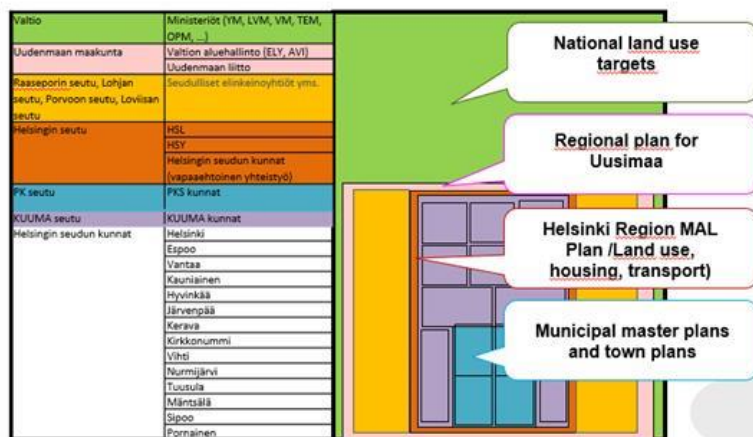 Valtio
Ministeriöt (YM, LVM, VM, TEM,
OPM, ...)
Uudenmaan maakunta
Valtion aluehallinto (ELY, AVI)
Uudenmaan liitto
Raaseporin seutu, Lohjan
seutu, Porvoon seutu, Loviisan
seutu
Seudulliset elinkeinoyhtiöt yms.
Helsingin seutu
HSL
HSY
Helsingin seudun kunnat
(vapaaehtoinen yhteistyö)
PK seutu
PKS kunnat
KUUMA seutu
KUUMA kunnat
Helsingin seudun kunnat
Helsinki
Espoo
Vantaa
Kauniainen
Hyvinkää
Järvenpää
Kerava
Kirkkonummi
Vihti
Nurmijärvi
Tuusula
Mäntsälä
Sipoo
Pornainen
National land use
targets
Regional plan for
Uusimaa
Helsinki Region MAL
Plan /Land use,
housing, transport)
Municipal master plans
and town plans